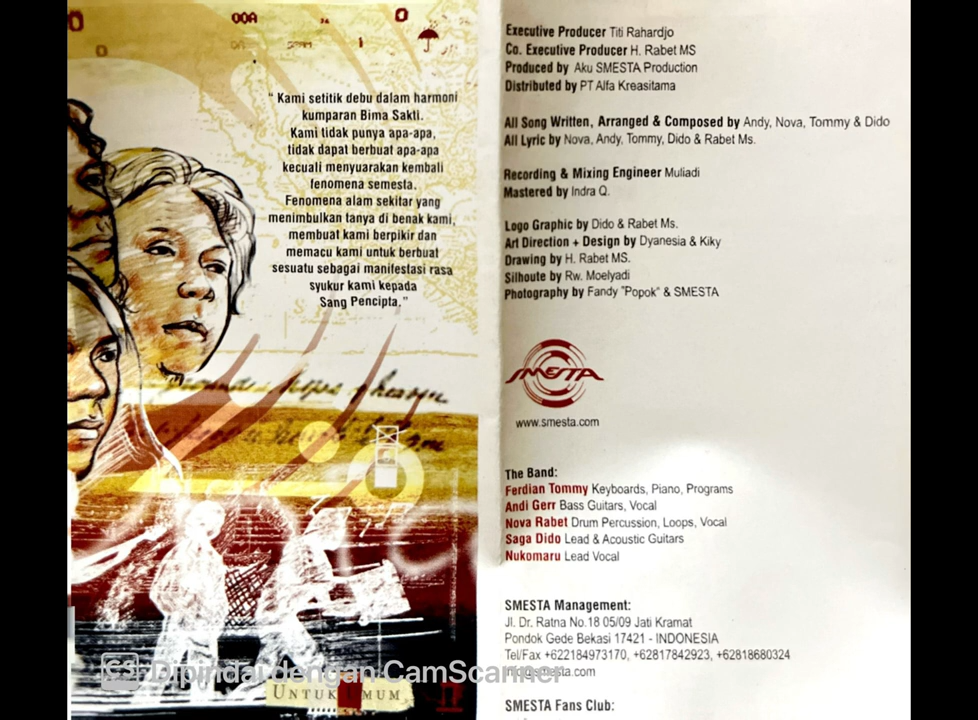 OOA
" Kami setitik debu dalam harmoni
kumparan Bima Sakti.
Kami tidak punya apa-apa,
tidak dapat berbuat apa-apa
kecuali menyuarakan kembali
fenomena semesta.
Fenomena alam sekitar yang
menimbulkan tanya di benak kami,
membuat kami berpikir dan
memacu kami untuk berbuat
sesuatu sebagai manifestasi rasa
syukur kami kepada
Sang Pencipta."
UNTUK UMUM
Executive Producer Titi Rahardjo
Co. Executive Producer H. Rabet MS
Produced by Aku SMESTA Production
Distributed by PT Alfa Kreasitama
All Song Written, Arranged & Composed by Andy, Nova, Tommy & Dido
All Lyric by Nova, Andy, Tommy, Dido & Rabet Ms.
Recording & Mixing Engineer Muliadi
Mastered by Indra Q.
Logo Graphic by Dido & Rabet Ms.
Art Direction + Design by Dyanesia & Kiky
Drawing by H. Rabet MS.
Silhoute by Rw. Moelyadi
Photography by Fandy "Popok" & SMESTA
SMESTA
www.smesta.com
The Band:
Ferdian Tommy Keyboards, Piano, Programs
Andi Gerr Bass Guitars, Vocal
Nova Rabet Drum Percussion, Loops, Vocal
Saga Dido Lead & Acoustic Guitars
Nukomaru Lead Vocal
SMESTA Management:
Jl. Dr. Ratna No.18 05/09 Jati Kramat
Pondok Gede Bekasi 17421 - INDONESIA
Tel/Fax +622184973170, +62817842923, +62818680324
info@smesta.com
SMESTA Fans Club:
CS Dipindai dengan CamScanner